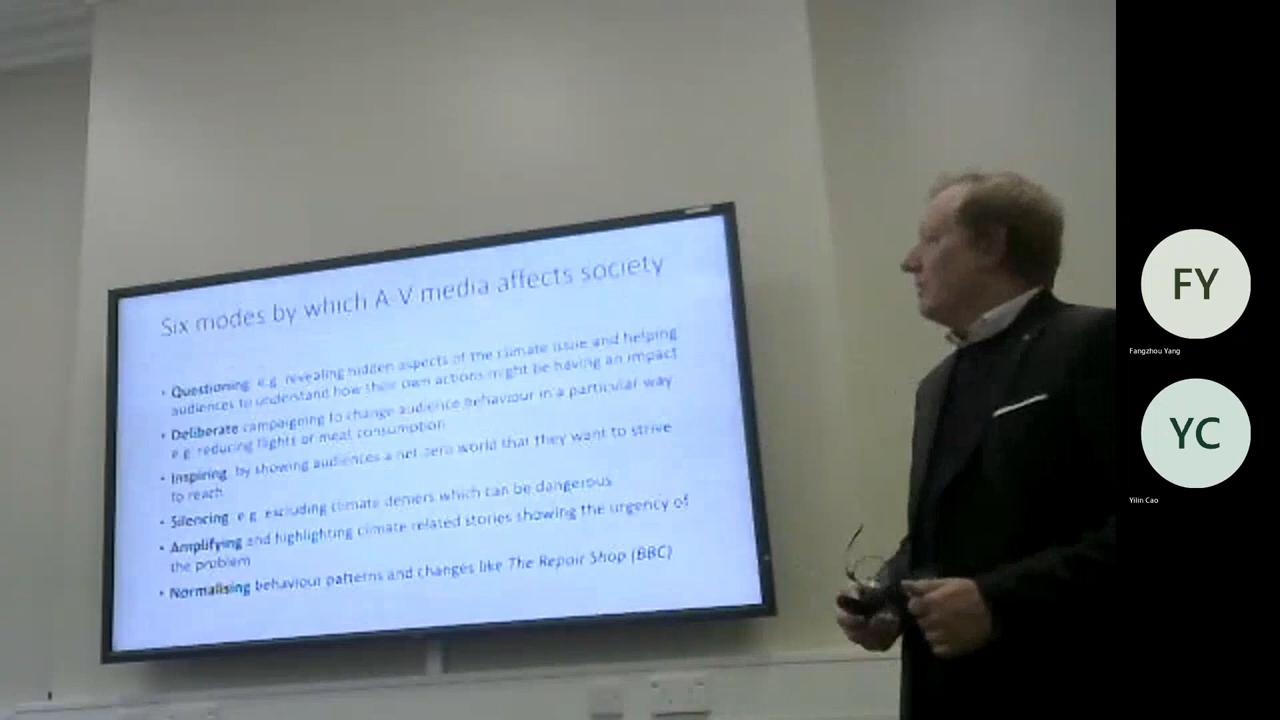 Six modes by which A-V media affects society
• Questioning e.g. revealing hidden aspects of the climate issue and helping
audiences to understand how their own actions might be having an impact
• Deliberate campaigning to change audience behaviour in a particular way
e.g. reducing flights or meat consumption
• Inspiring by showing audiences a net zero world that they want to strive
to reach
• Silencing e.g. excluding climate deniers which can be dangerous
• Amplifying and highlighting climate related stories showing the urgency of
the problem
• Normalising behaviour patterns and changes like The Repair Shop (BBC)
FY
Fangzhou Yang
YC
Yilin Cao